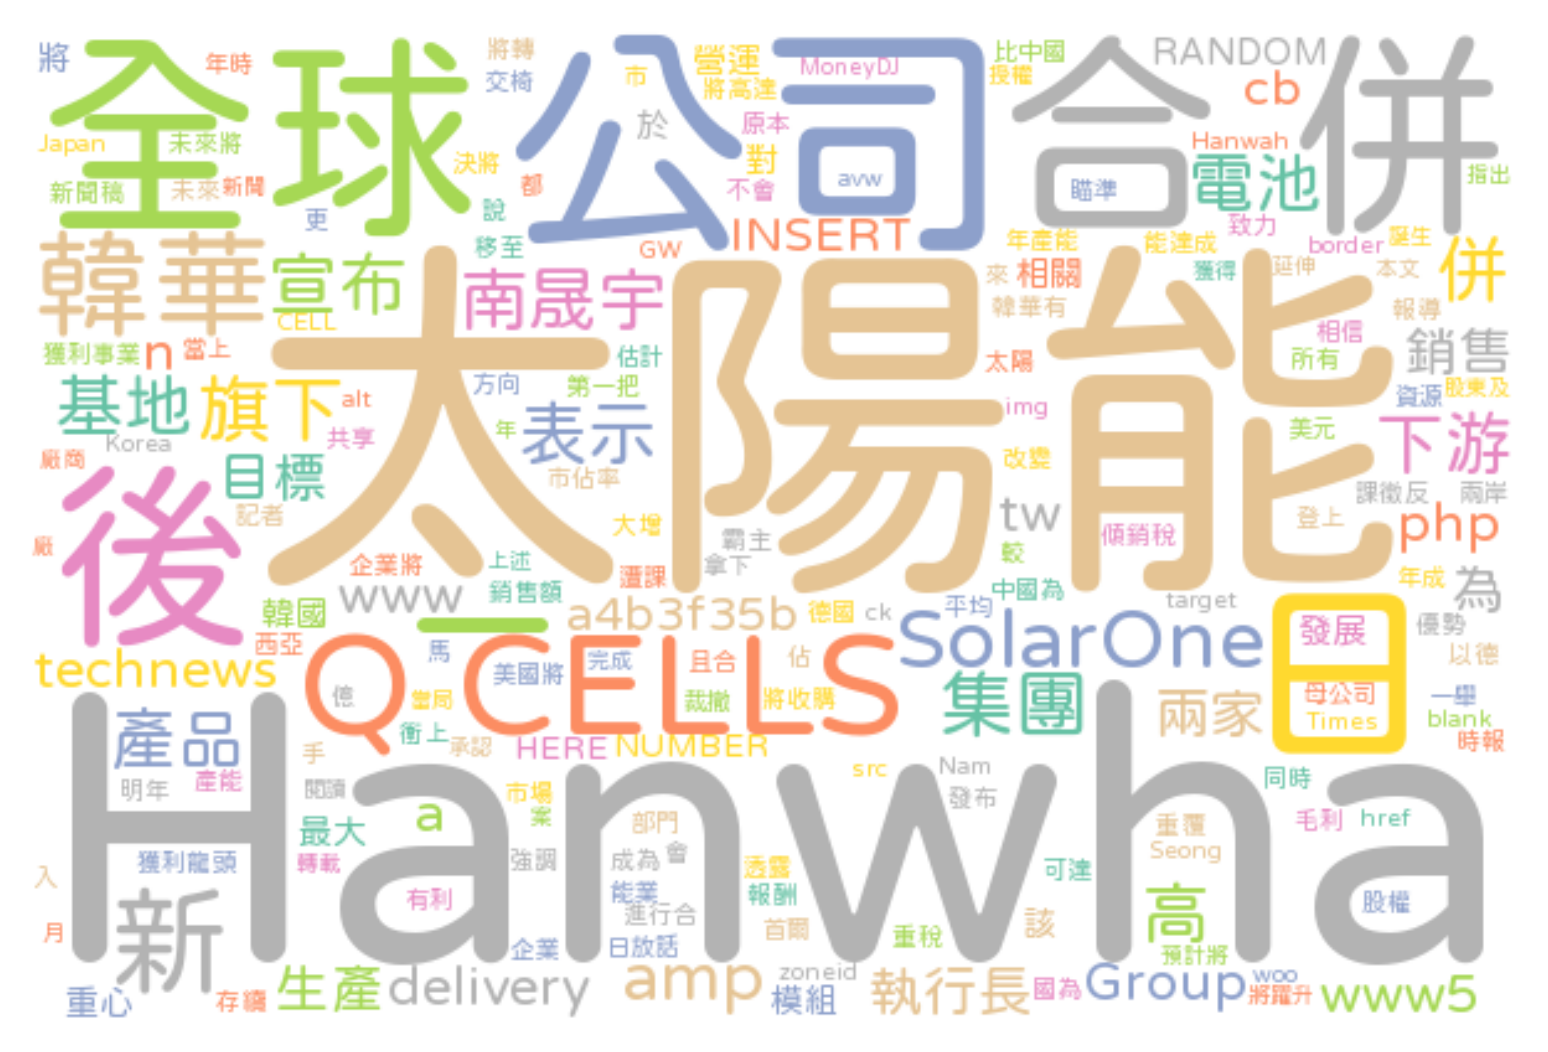 將
全球
公司
合併
年時
將轉
交椅
市
營運
將高達
MoneyDJ
比中國
授權
RANDOM
cb
Japan
未來將
新聞稿
未來
新聞
更
決將
都
說
移至
於
原本
對
不會
avw
瞄準
Hanwah
電池
指出
致力
韓華
宣布
CELL
南晟宇
GW
INSERT
年產能
來
相關
韓華有
能達成
border
誕生
獲得
延伸
本文
併
報導
獲利事業
n
當上
太陽能
估計
太陽
相信
所有
銷售
基地
旗下
alt
共享
Korea
方向
第一把
年
表示
市佔率
img
改變
美元
資源
股東及
下游
廠商
後
目標
記者
大增
霸主
拿下
tw
較
傾銷稅
課徵反
兩岸
登上
php
廠
企業將
上述
銷售額
遭課
中國為
年成
為
韓國
www
一
a4b3f35b
德國
ck
平均
target
日
發展
優勢
technews
西亞
Q
CELLS
馬
美國將
完成
且合
佔
SolarOne
以德
億
當局
裁撤
將收購
集團
兩家
母公司
Times
一舉
blank
時報
產品
衝上
承認
HERE
NUMBER
手
Hanwha
明年
產能
閱讀
市場
案
src
Nam
發布
同時
最大
a
部門
重覆
Seong
毛利
href
獲利龍頭
轉載
強調
成為
會
透露
報酬
可達
入
新
有利
能業
進行合
首爾
重稅
該
高
股權
月
企業
日放話
預計將
重心
存續
生產
delivery
amp
zoneid
模組
執行長
國為
Group
woo
將躍升
www5